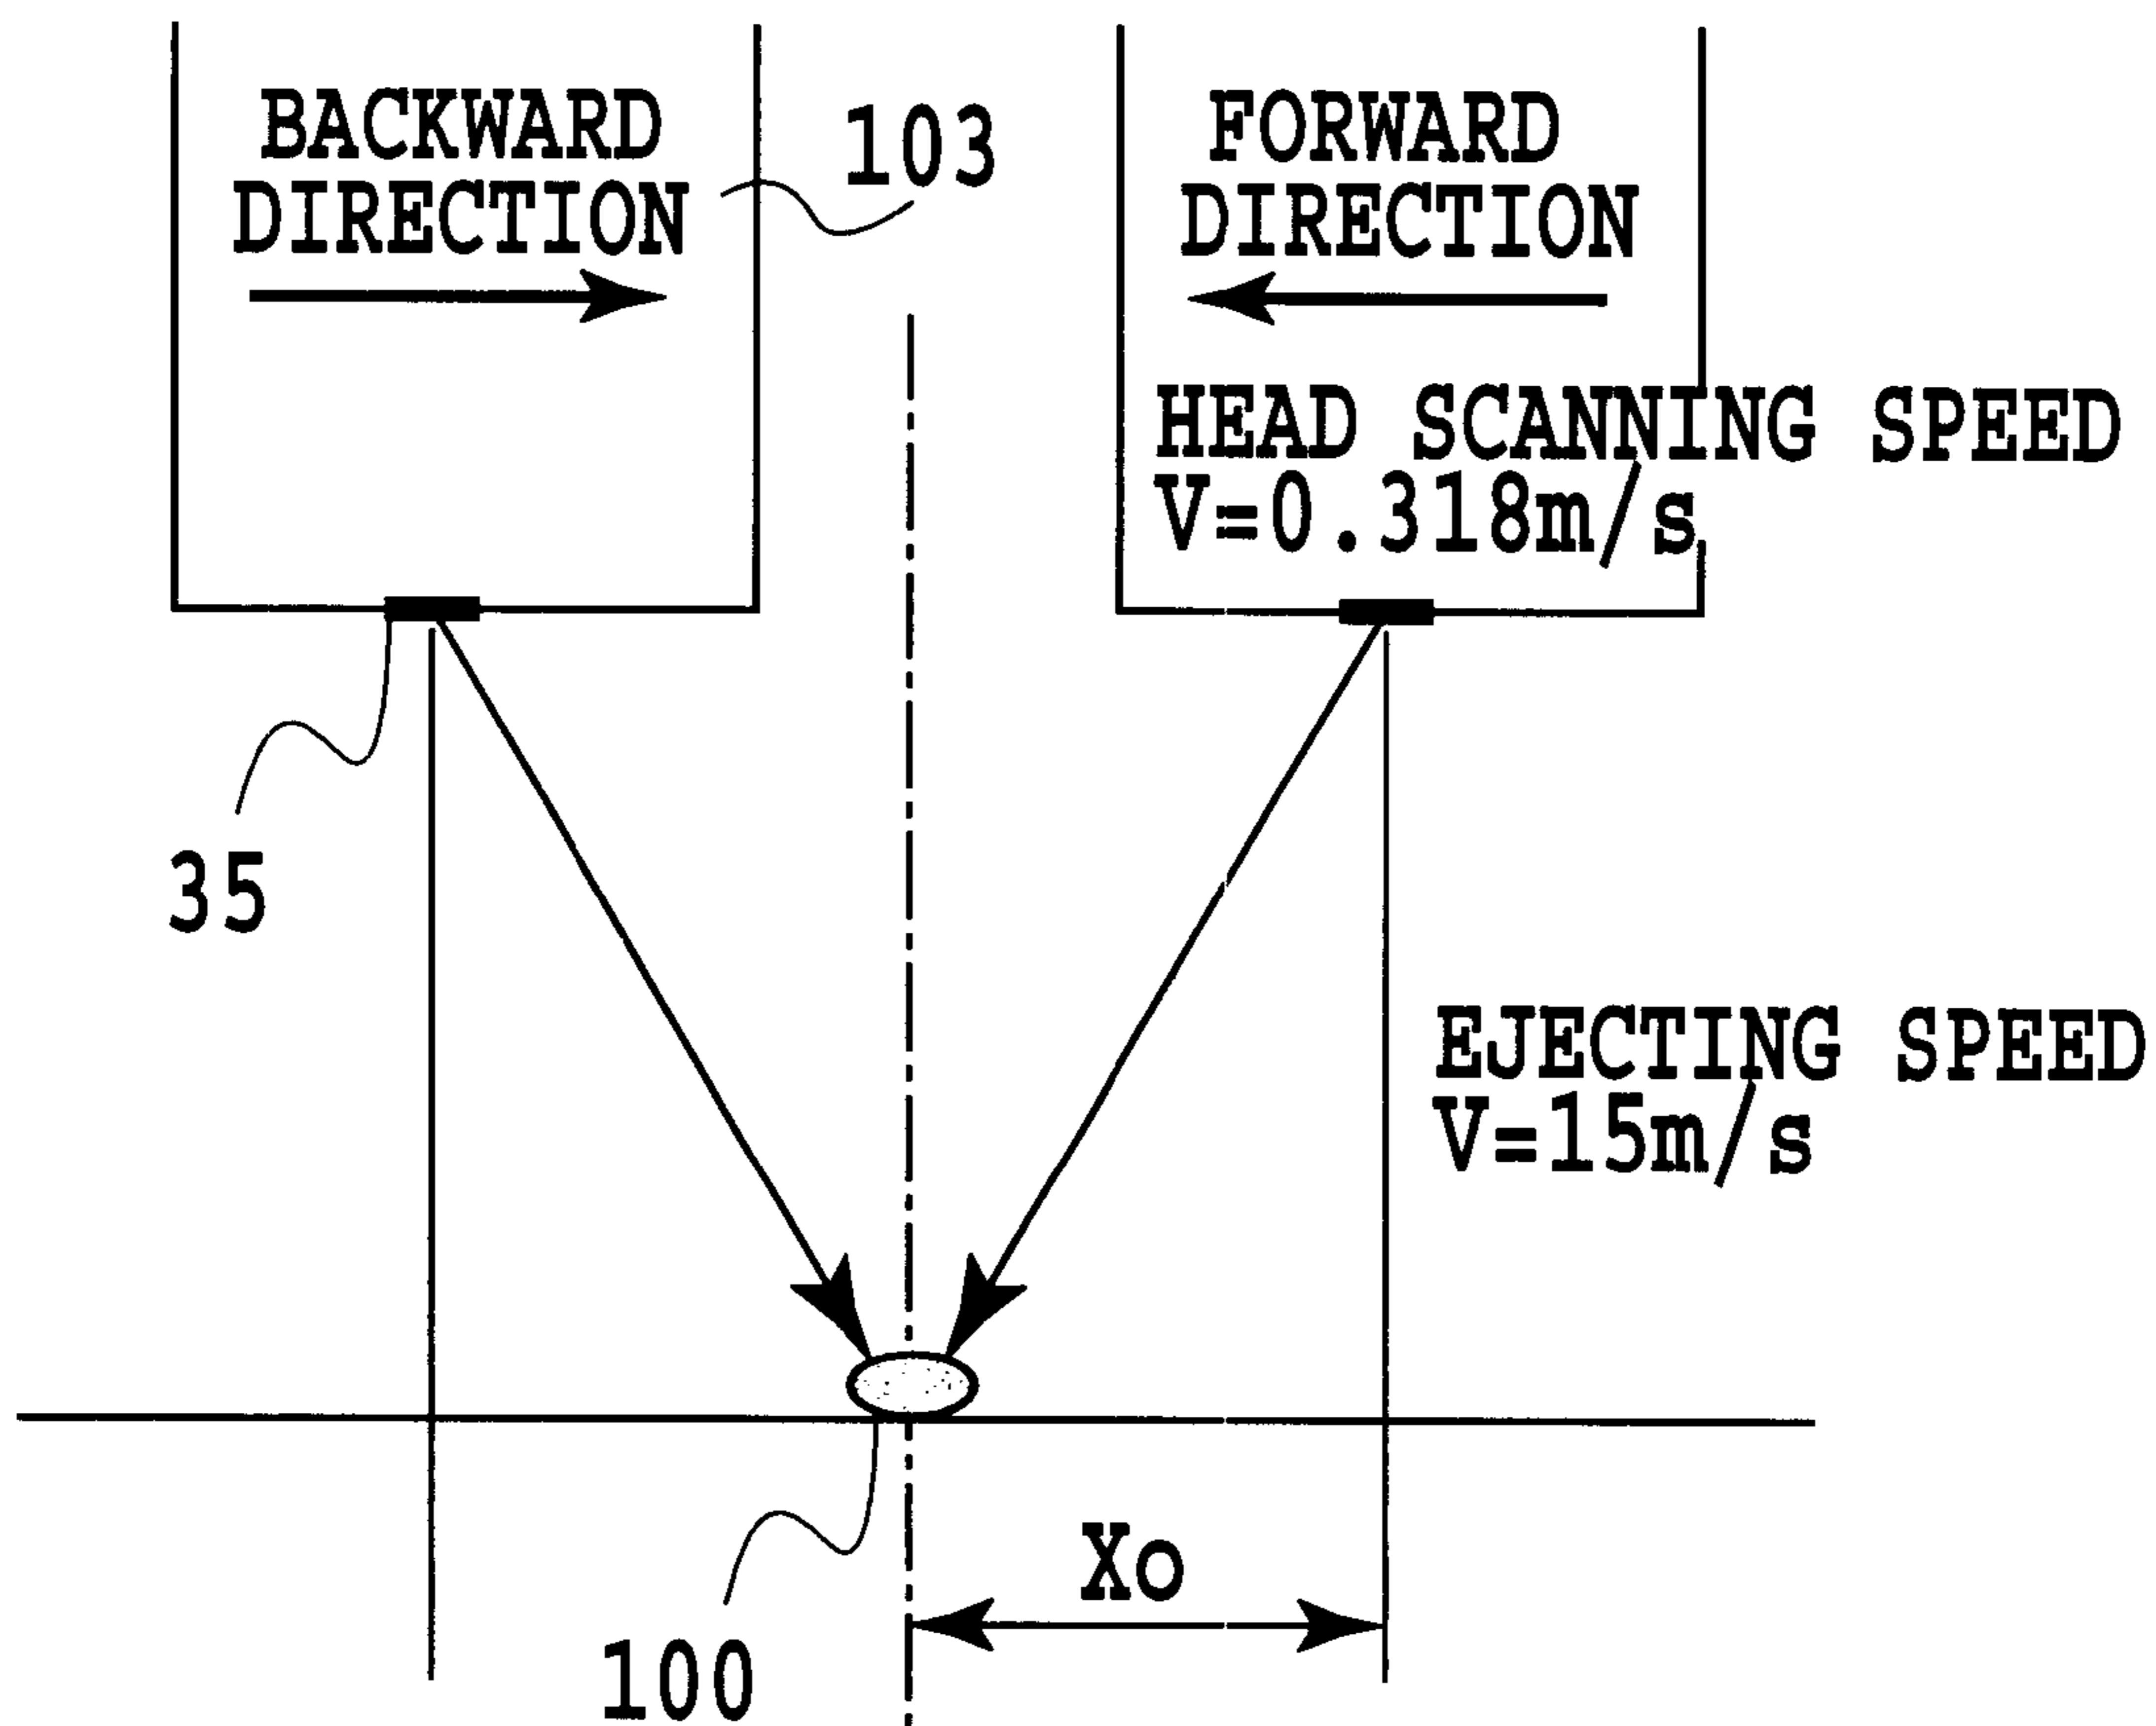 BACKWARD
DIRECTION
103
FORWARD
DIRECTION
HEAD SCANNING SPEED
V=0.318m/s
35
EJECTING SPEED
V=15m/s
Xo
100